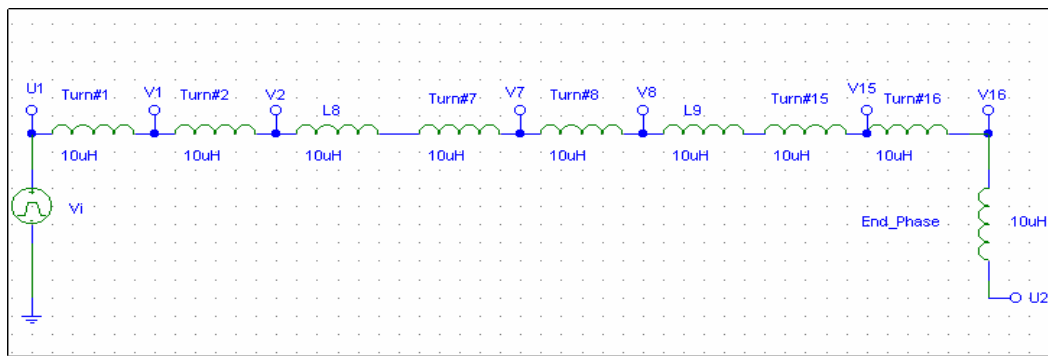 U1 Turn#1 V1 Turn#2 V2 L8 Turn#7 V7 Turn#8 V8 L9 Turn#15 V15 Turn#16 V16
10uH 10uH 10uH 10uH 10uH 10uH 10uH 10uH
Vi
End_Phase 10uH
U2